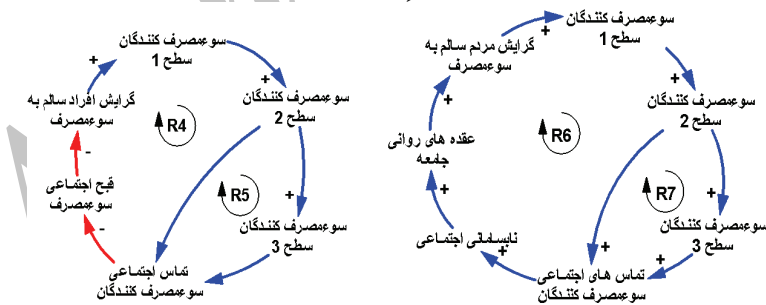 سوءمصرف کنندگان
سطح 1
+
سوءمصرف کنندگان
سطح 2
+
R4
R5
+
سوءمصرف کنندگان
سطح 3
تماس اجتماعی
سوءمصرف کنندگان
-
قبح اجتماعی
سوءمصرف
-
گرایش افراد سالم به
سوءمصرف
+
سوءمصرف کنندگان
سطح 1
+
سوءمصرف کنندگان
سطح 2
R6
R7
+
سوءمصرف کنندگان
سطح 3
+
+
تماس های اجتماعی
سوءمصرف کنندگان
+
نابسامانی اجتماعی
+
عقده های روانی
جامعه
+
گرایش مردم سالم به
سوءمصرف
+